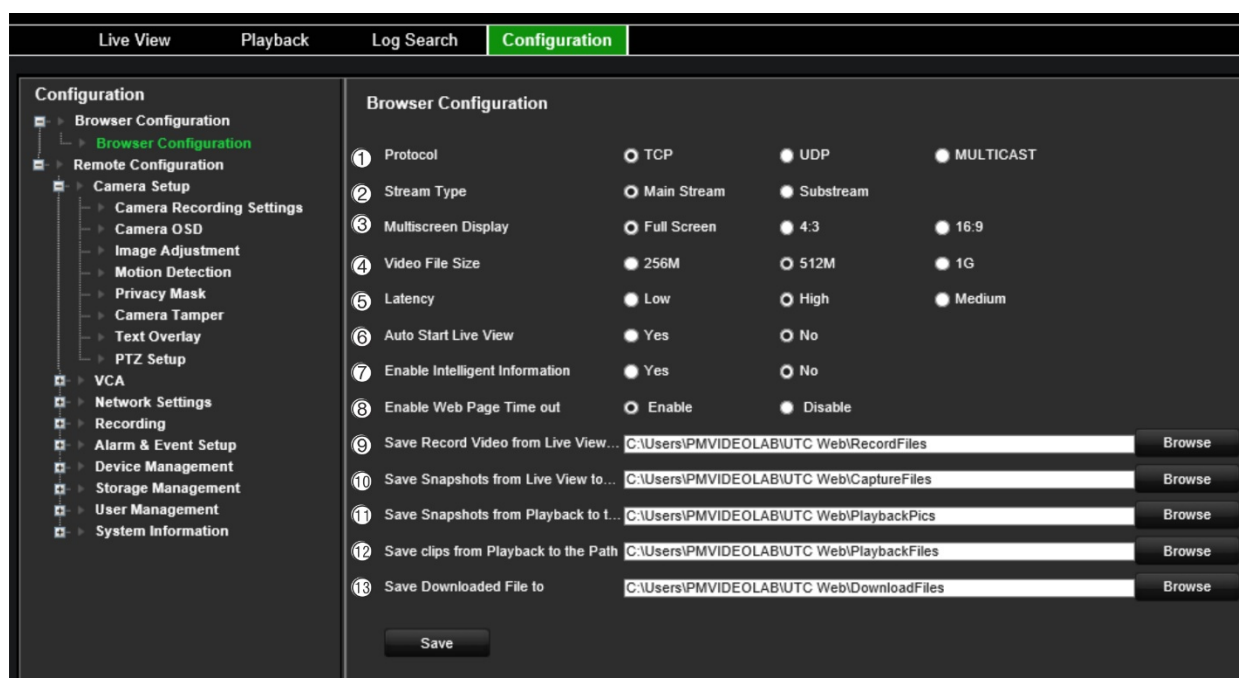 Live View Playback Log Search Configuration
Configuration
Browser Configuration
Browser Configuration
Remote Configuration
Camera Setup
Camera Recording Settings
Camera OSD
Image Adjustment
Motion Detection
Privacy Mask
Camera Tamper
Text Overlay
PTZ Setup
VCA
Network Settings
Recording
Alarm & Event Setup
Device Management
Storage Management
User Management
System Information
Browser Configuration
1 Protocol TCP UDP MULTICAST
2 Stream Type Main Stream Substream
3 Multiscreen Display Full Screen 4:3 16:9
4 Video File Size 256M 512M 1G
5 Latency Low High Medium
6 Auto Start Live View Yes No
7 Enable Intelligent Information Yes No
8 Enable Web Page Time out Enable Disable
9 Save Record Video from Live View... C:\Users\PMVIDEOLAB\UTC Web\RecordFiles Browse
10 Save Snapshots from Live View to... C:\Users\PMVIDEOLAB\UTC Web\CaptureFiles Browse
11 Save Snapshots from Playback to t... C:\Users\PMVIDEOLAB\UTC Web\PlaybackPics Browse
12 Save clips from Playback to the Path C:\Users\PMVIDEOLAB\UTC Web\PlaybackFiles Browse
13 Save Downloaded File to C:\Users\PMVIDEOLAB\UTC Web\DownloadFiles Browse
Save